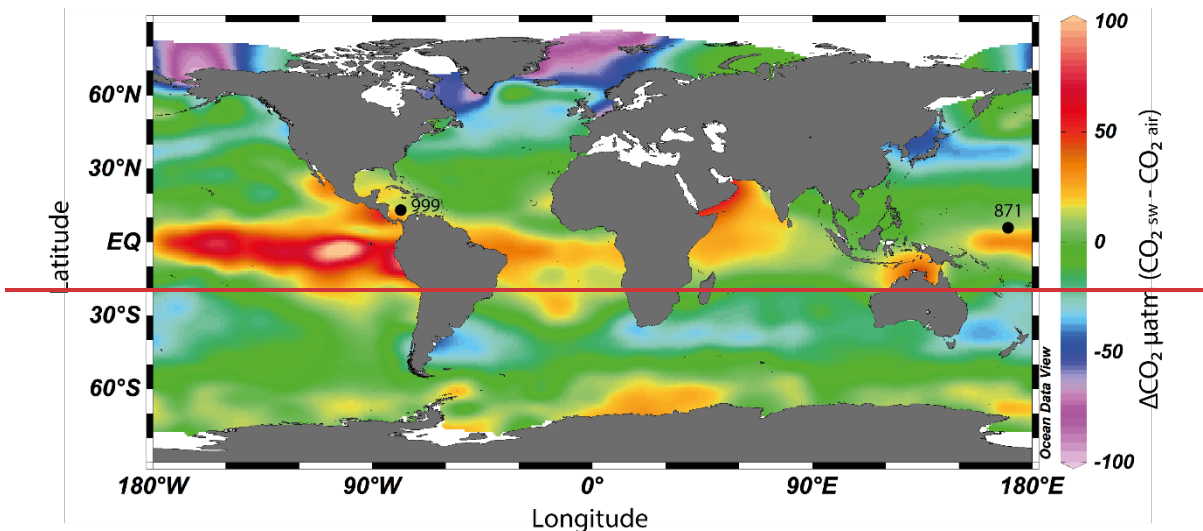 60°N
30°N
EQ
30°S
60°S
Latitude
999
871
180°W
90°W
0°
90°E
180°E
Longitude
Ocean Data View
100
50
0
-50
-100
ΔCO2 µatm (CO2 sw - CO2 air)